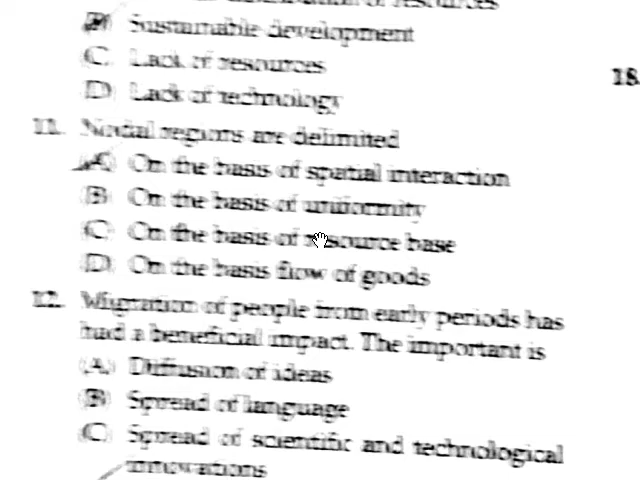 of resources
(B) Sustainable development
(C) Lack of resources
(D) Lack of technology
18.
11. Nodal regions are delimited
(A) On the basis of spatial interaction
(B) On the basis of uniformity
(C) On the basis of resource base
(D) On the basis flow of goods
12. Migration of people from early periods has
had a beneficial impact. The important is
(A) Diffusion of ideas
(B) Spread of language
(C) Spread of scientific and technological
innovations